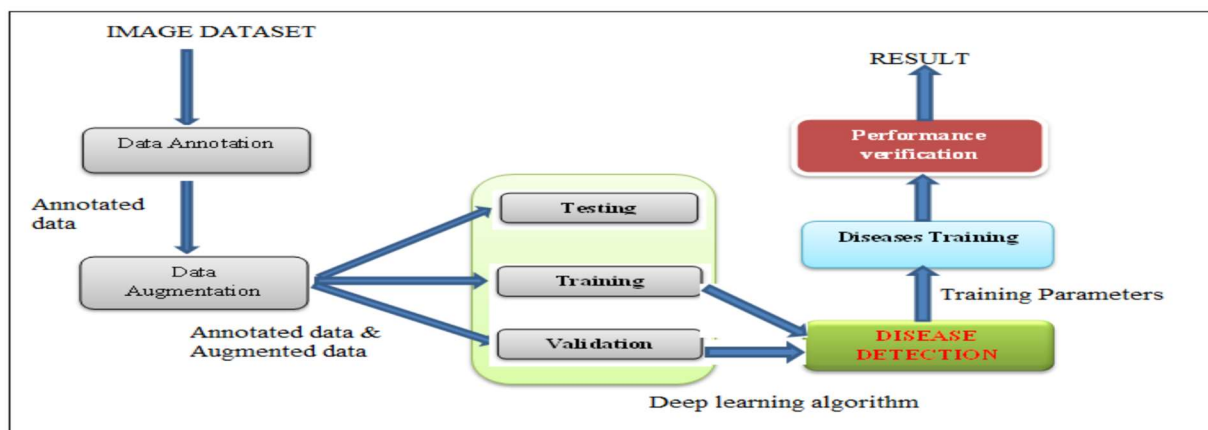 IMAGE DATASET
Data Annotation
Annotated
data
Data
Augmentation
Annotated data &
Augmented data
Testing
Training
Validation
Deep learning algorithm
DISEASE
DETECTION
Training Parameters
Diseases Training
Performance
verification
RESULT